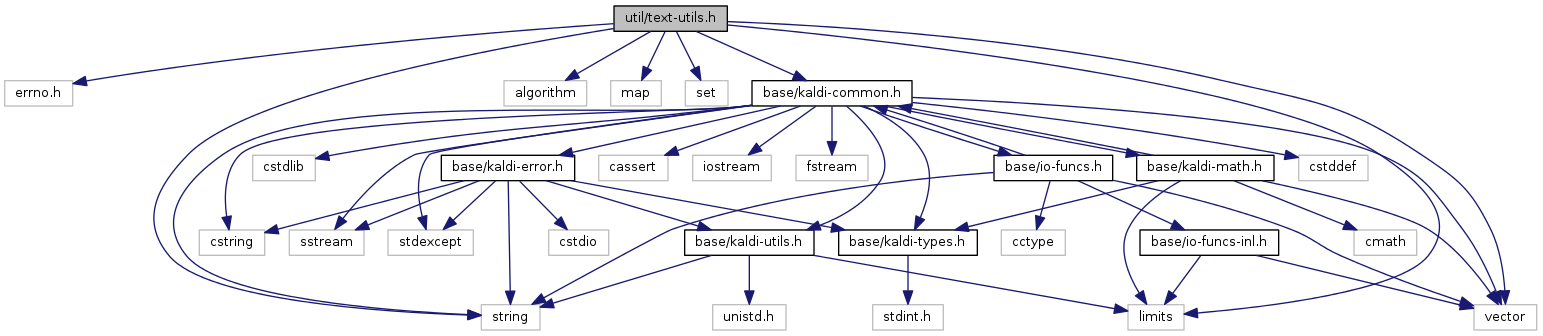 util/text-utils.h
errno.h
algorithm
map
set
base/kaldi-common.h
cstdlib
base/kaldi-error.h
cassert
iostream
fstream
base/io-funcs.h
base/kaldi-math.h
cstddef
cstring
sstream
stdexcept
cstdio
base/kaldi-utils.h
base/kaldi-types.h
cctype
base/io-funcs-inl.h
cmath
string
unistd.h
stdint.h
limits
vector